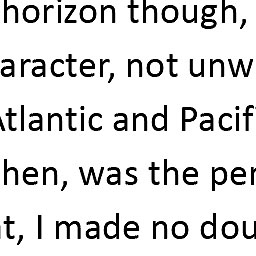 horizon though,
aracter, not unw
Atlantic and Pacif
hen, was the per
t, I made no dou